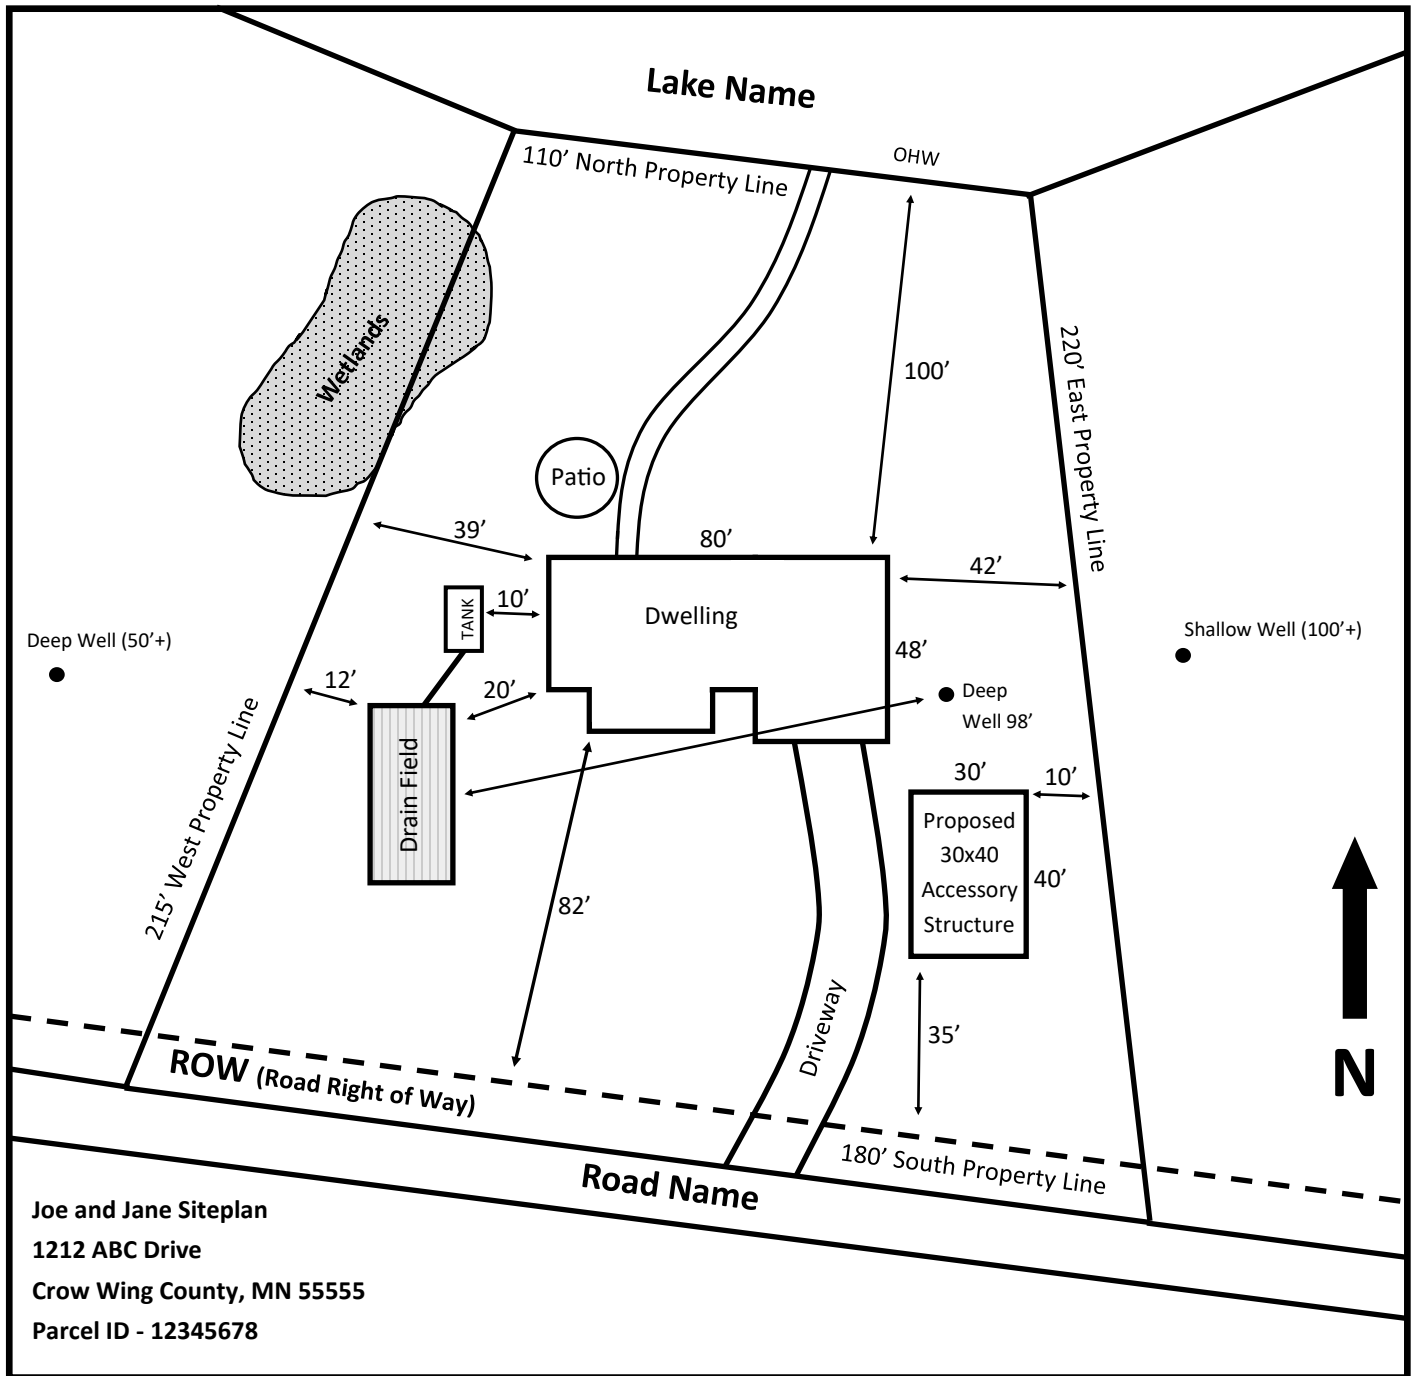 Lake Name
OHW
110’ North Property Line
Wetlands
100’
220’ East Property Line
Patio
39’
80’
42’
TANK
10’
Dwelling
Deep Well (50’+)
Shallow Well (100’+)
48’
12’
20’
Deep
Well 98’
215’ West Property Line
Drain Field
30’
10’
Proposed
30x40
Accessory
Structure
40’
82’
Driveway
35’
N
ROW (Road Right of Way)
180’ South Property Line
Road Name
Joe and Jane Siteplan
1212 ABC Drive
Crow Wing County, MN 55555
Parcel ID - 12345678